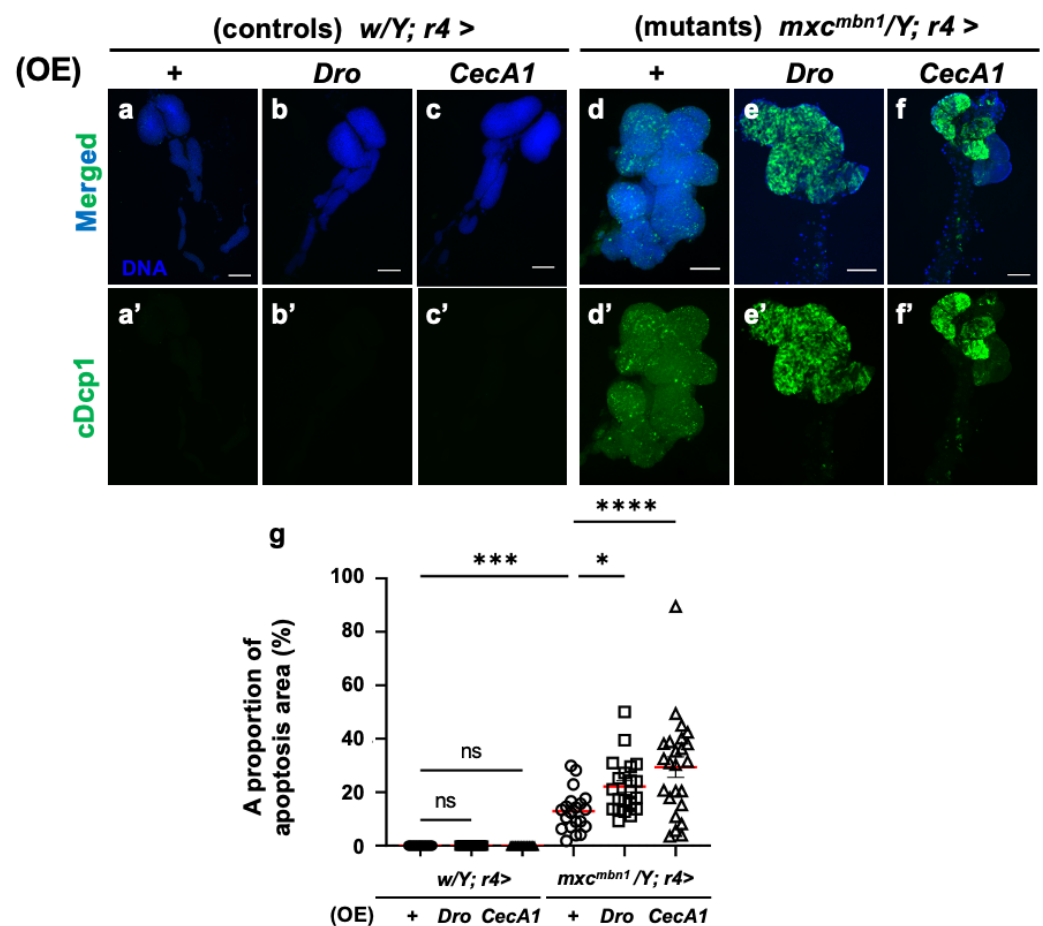 (controls) w/Y; r4 > (mutants) mxcᵐᵇⁿ¹/Y; r4 >
(OE) + Dro CecA1 + Dro CecA1
Merged a b c d e f
DNA
cDcp1 a’ b’ c’ d’ e’ f’
g
****
*** *
A proportion of
apoptosis area (%)
100
80
60
40
20
0
ns
ns
w/Y; r4> mxcᵐᵇⁿ¹/Y; r4>
(OE) + Dro CecA1 + Dro CecA1